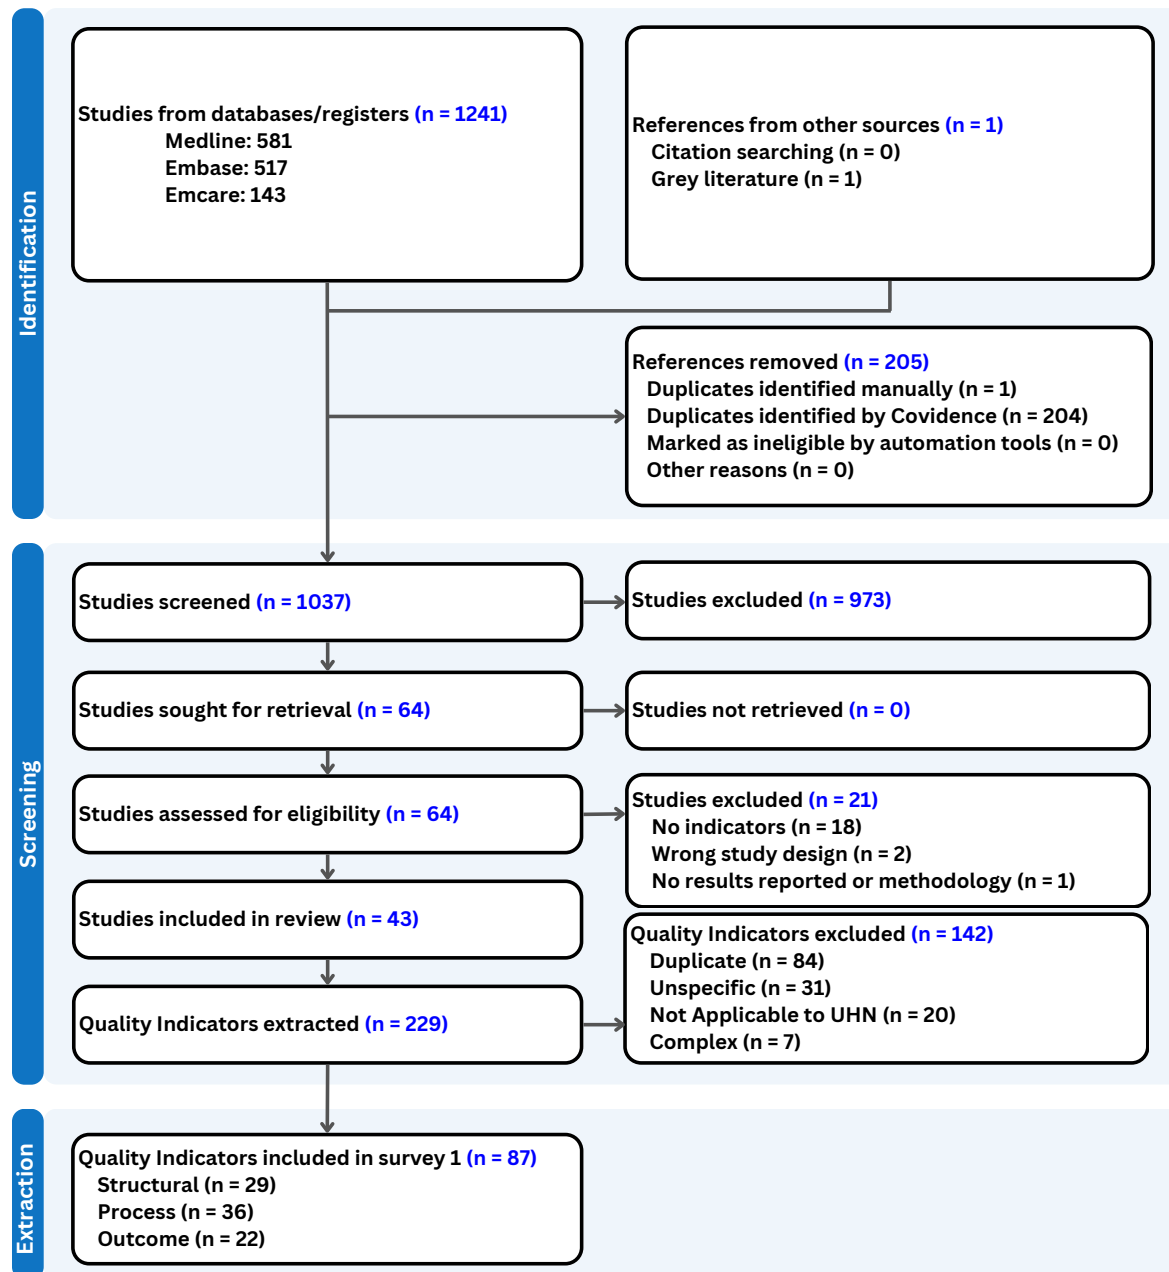 Identification
Studies from databases/registers (n = 1241)
Medline: 581
Embase: 517
Emcare: 143
References from other sources (n = 1)
Citation searching (n = 0)
Grey literature (n = 1)
References removed (n = 205)
Duplicates identified manually (n = 1)
Duplicates identified by Covidence (n = 204)
Marked as ineligible by automation tools (n = 0)
Other reasons (n = 0)
Screening
Studies screened (n = 1037)
Studies excluded (n = 973)
Studies sought for retrieval (n = 64)
Studies not retrieved (n = 0)
Studies assessed for eligibility (n = 64)
Studies excluded (n = 21)
No indicators (n = 18)
Wrong study design (n = 2)
No results reported or methodology (n = 1)
Studies included in review (n = 43)
Quality Indicators extracted (n = 229)
Quality Indicators excluded (n = 142)
Duplicate (n = 84)
Unspecific (n = 31)
Not Applicable to UHN (n = 20)
Complex (n = 7)
Extraction
Quality Indicators included in survey 1 (n = 87)
Structural (n = 29)
Process (n = 36)
Outcome (n = 22)